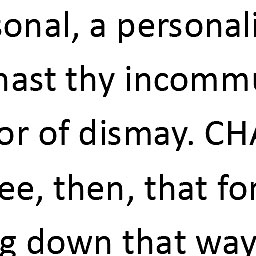 sonal, a personali
hast thy incommu
or of dismay. CHA
ee, then, that for
g down that way